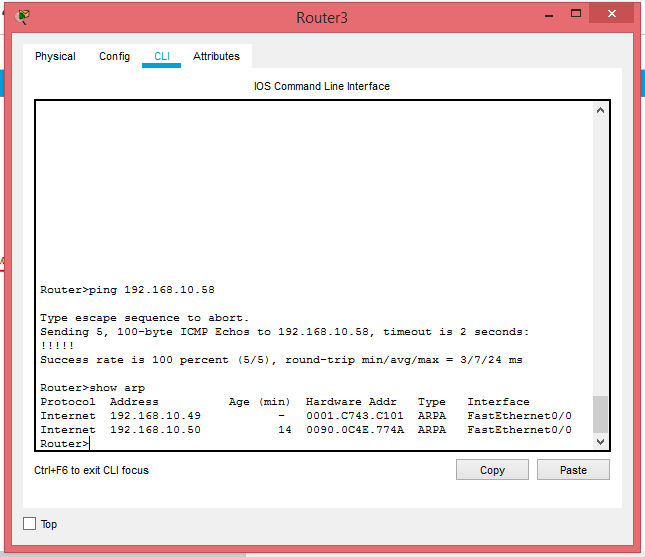 Router3
Physical Config CLI Attributes
IOS Command Line Interface
Router>ping 192.168.10.58
Type escape sequence to abort.
Sending 5, 100-byte ICMP Echos to 192.168.10.58, timeout is 2 seconds:
!!!!!
Success rate is 100 percent (5/5), round-trip min/avg/max = 3/7/24 ms
Router>show arp
Protocol  Address          Age (min)  Hardware Addr   Type   Interface
Internet  192.168.10.49           -   0001.C743.C101  ARPA   FastEthernet0/0
Internet  192.168.10.50           14  0090.0C4E.774A  ARPA   FastEthernet0/0
Router>
Ctrl+F6 to exit CLI focus
Copy Paste
Top